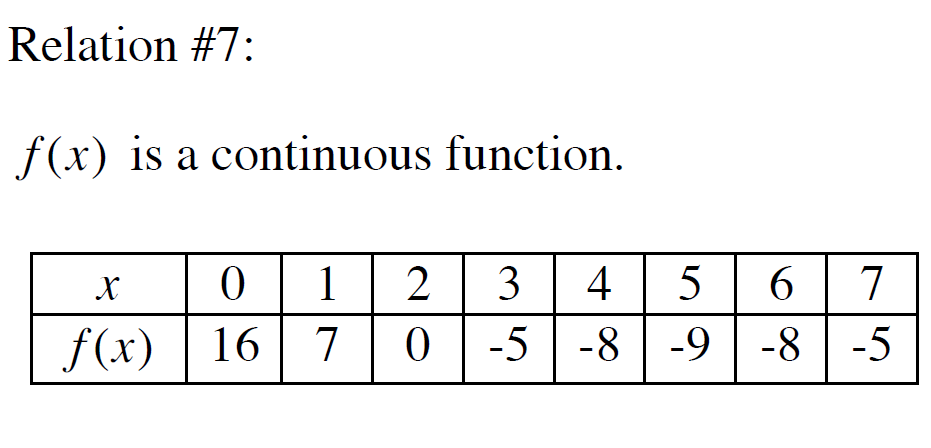 Relation #7:
f(x) is a continuous function.
x 0 1 2 3 4 5 6 7
f(x) 16 7 0 -5 -8 -9 -8 -5